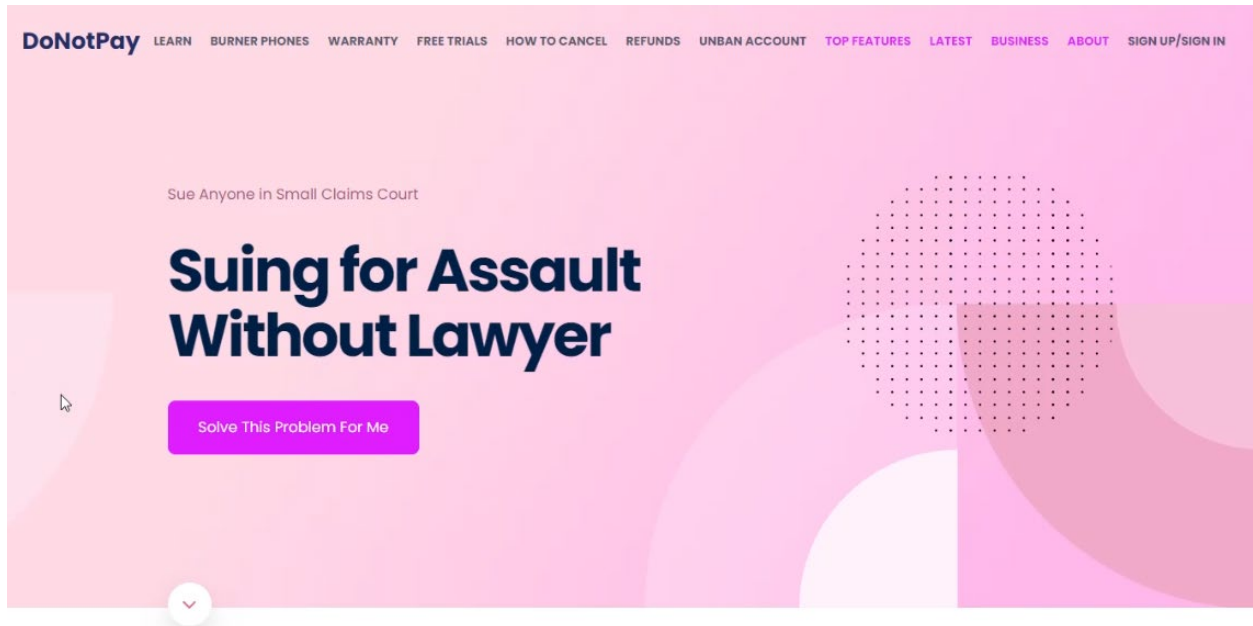 DoNotPay LEARN BURNER PHONES WARRANTY FREE TRIALS HOW TO CANCEL REFUNDS UNBAN ACCOUNT TOP FEATURES LATEST BUSINESS ABOUT SIGN UP/SIGN IN
Sue Anyone in Small Claims Court
Suing for Assault
Without Lawyer
Solve This Problem For Me